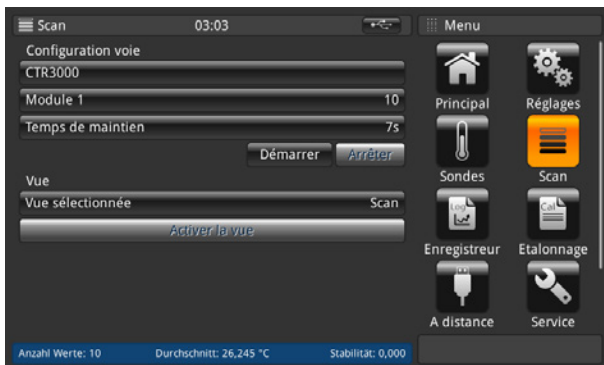 Scan 03:03
Configuration voie
CTR3000
Module 1 10
Temps de maintien 7s
Démarrer Arrêter
Vue
Vue sélectionnée Scan
Activer la vue
Anzahl Werte: 10 Durchschnitt: 26,245 °C Stabilität: 0,000
Menu
Principal Réglages
Sondes Scan
Log Cal
Enregistreur Etalonnage
A distance Service